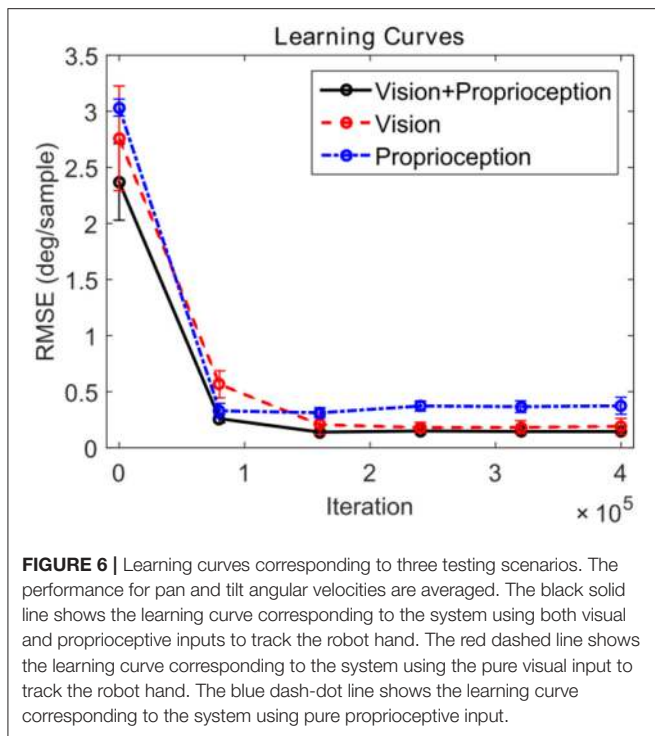 Learning Curves
3.5
3
2.5
2
1.5
1
0.5
0
RMSE (deg/sample)
Vision+Proprioception
Vision
Proprioception
0
1
2
3
4
Iteration
× 10⁵
FIGURE 6 | Learning curves corresponding to three testing scenarios. The
performance for pan and tilt angular velocities are averaged. The black solid
line shows the learning curve corresponding to the system using both visual
and proprioceptive inputs to track the robot hand. The red dashed line shows
the learning curve corresponding to the system using the pure visual input to
track the robot hand. The blue dash-dot line shows the learning curve
corresponding to the system using pure proprioceptive input.